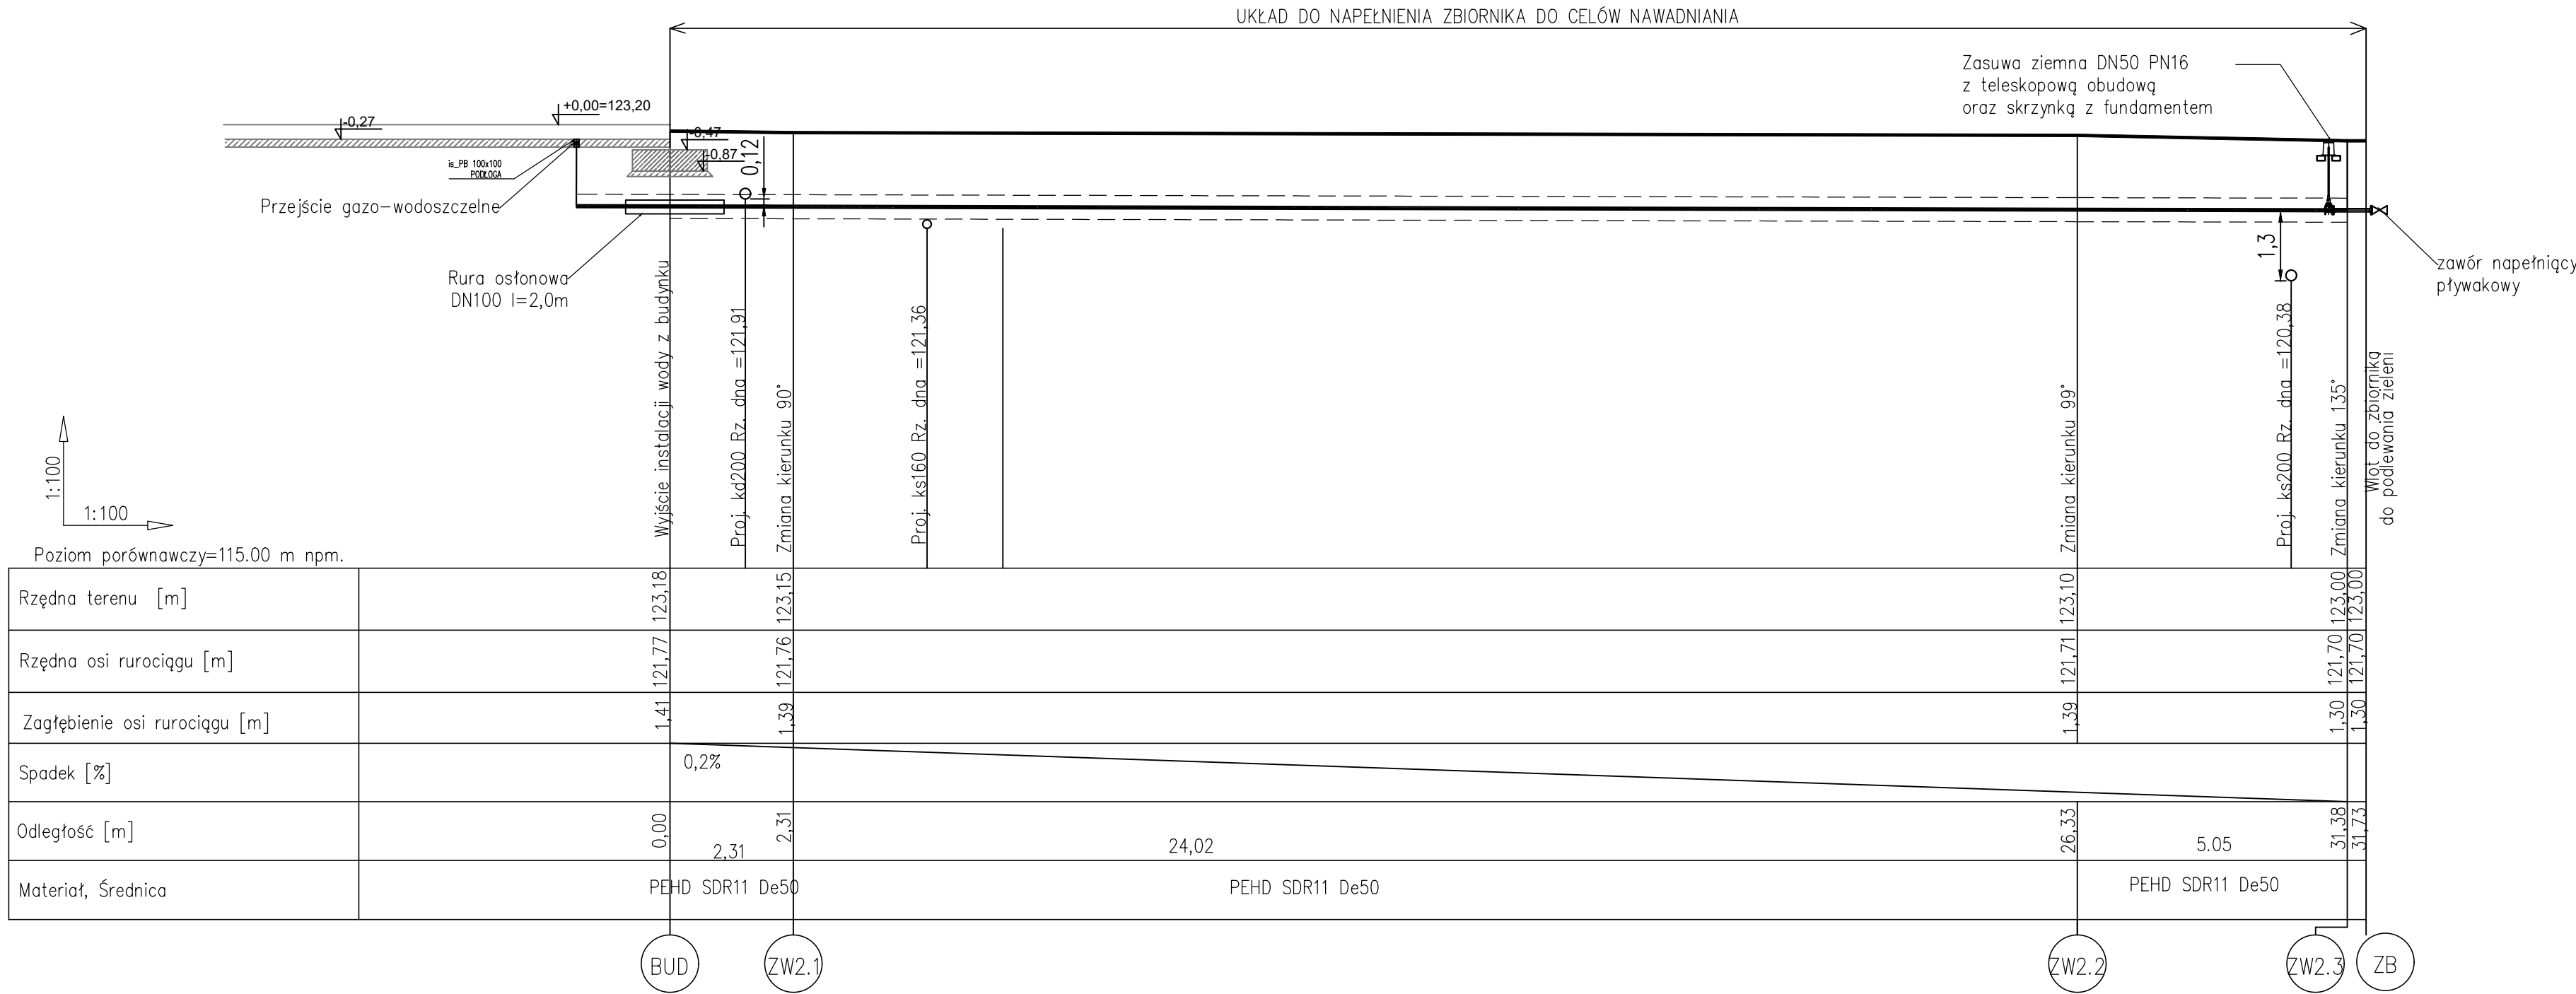 UKŁAD DO NAPEŁNIENIA ZBIORNIKA DO CELÓW NAWADNIANIA
Zasuwa ziemna DN50 PN16
z teleskopową obudową
oraz skrzynką z fundamentem
+0,00=123,20
-0,27
-0,47
-0,87
0,12
is_PB 100x100
PODŁOGA
Przejście gazo-wodoszczelne
Rura osłonowa
DN100 l=2,0m
1,3
zawór napełniący
pływakowy
Wyjście instalacji wody z budynku
Proj. kd200 Rz. dna =121,91
Zmiana kierunku 90°
Proj. ks160 Rz. dna =121,36
Zmiana kierunku 99°
Proj. ks200 Rz. dna =120,38
Zmiana kierunku 135°
Wlot do zbiornika
do podlewania zieleni
1:100
1:100
Poziom porównawczy=115.00 m npm.
Rzędna terenu [m]
123,18
123,15
123,10
123,00
123,00
Rzędna osi rurociągu [m]
121,77
121,76
121,71
121,70
121,70
Zagłębienie osi rurociągu [m]
1,41
1,39
1,39
1,30
1,30
Spadek [%]
0,2%
Odległość [m]
0,00
2,31
2,31
24,02
26,33
5.05
31,38
31,73
Materiał, Średnica
PEHD SDR11 De50
PEHD SDR11 De50
PEHD SDR11 De50
BUD
ZW2.1
ZW2.2
ZW2.3
ZB